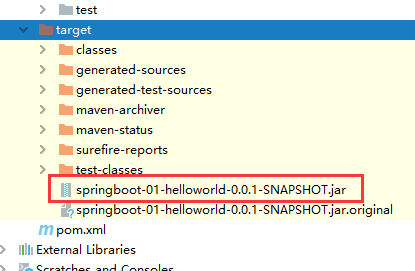 test
target
classes
generated-sources
generated-test-sources
maven-archiver
maven-status
surefire-reports
test-classes
springboot-01-helloworld-0.0.1-SNAPSHOT.jar
springboot-01-helloworld-0.0.1-SNAPSHOT.jar.original
pom.xml
External Libraries
Scratches and Consoles